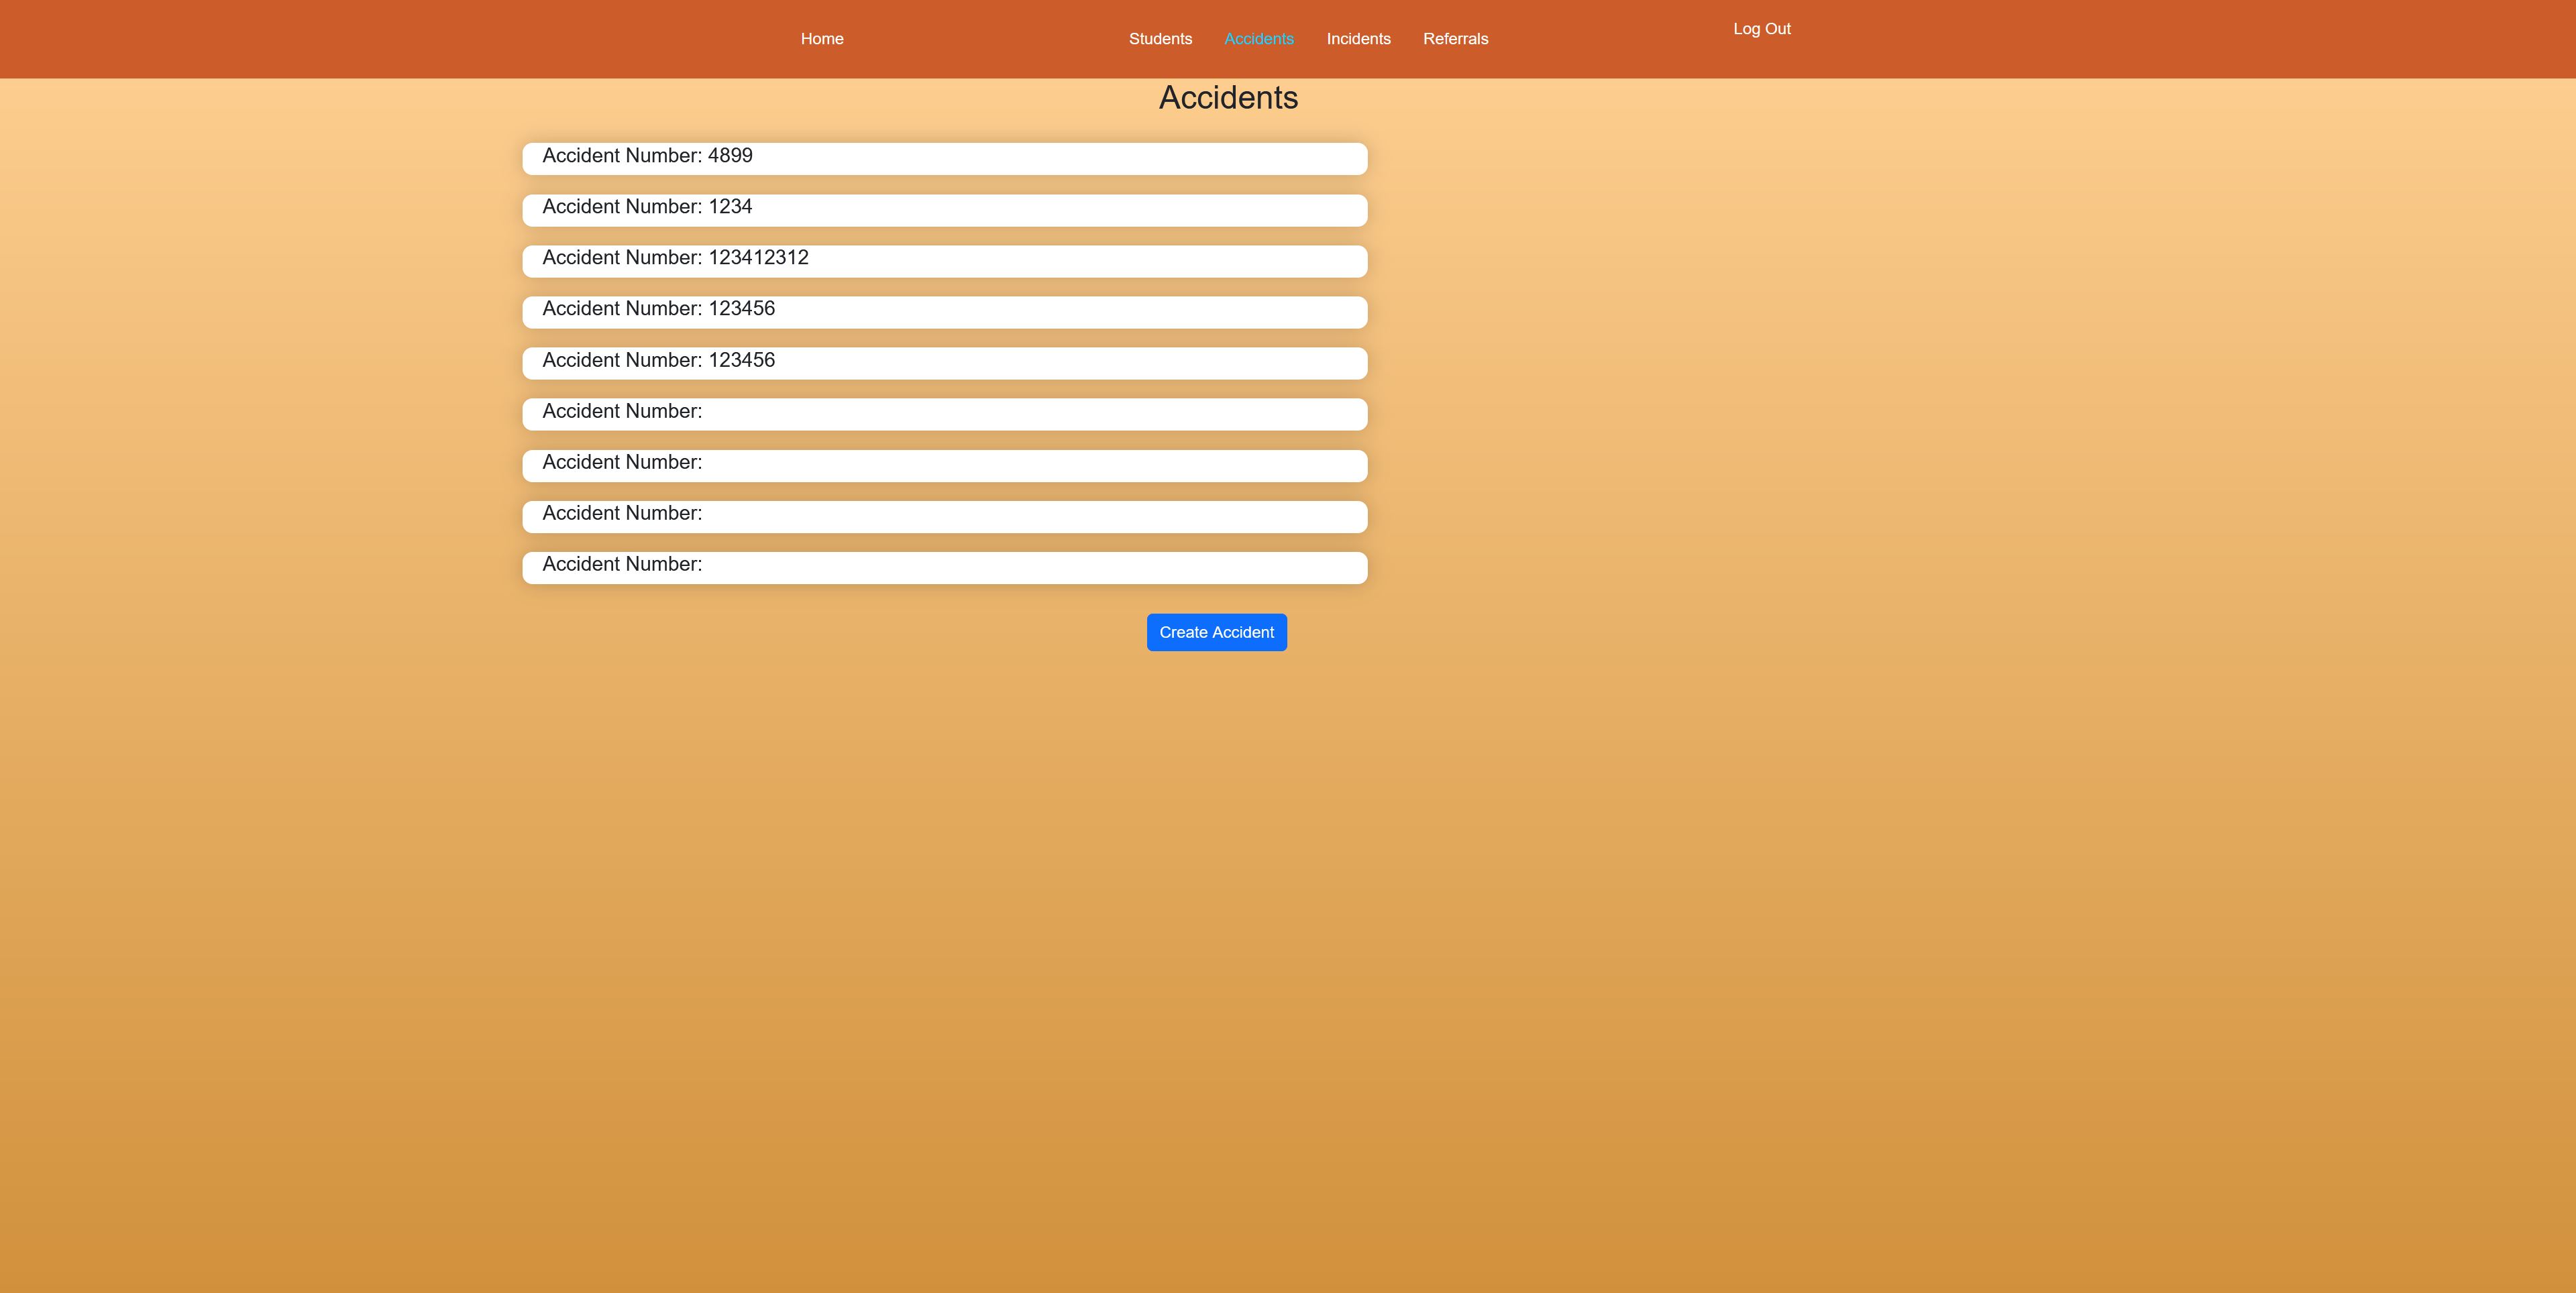 Home Students Accidents Incidents Referrals Log Out
Accidents
Accident Number: 4899
Accident Number: 1234
Accident Number: 123412312
Accident Number: 123456
Accident Number: 123456
Accident Number:
Accident Number:
Accident Number:
Accident Number:
Create Accident